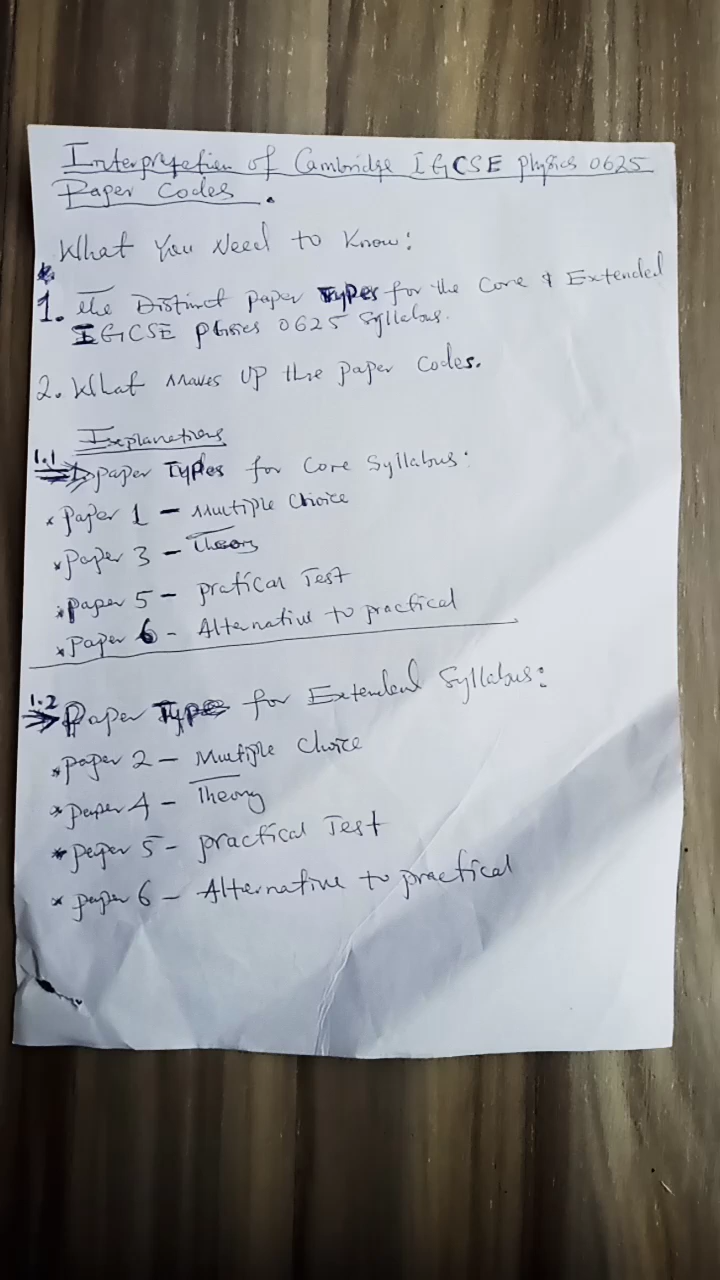 Interpretation of Cambridge IGCSE physics 0625
Paper Codes.
What You Need to Know:
1. The Distinct paper Types for the Core & Extended
IGCSE physics 0625 Syllabus.
2. What makes up the paper codes.
Explanations
1.1
paper Types for Core Syllabus:
* Paper 1 – Multiple Choice
* Paper 3 – Theory
* paper 5 – pratical Test
* Paper 6 – Alternative to practical
1.2
Paper Types for Extended Syllabus:
* paper 2 – Multiple Choice
* paper 4 – Theory
* paper 5 – practical Test
* paper 6 – Alternative to practical